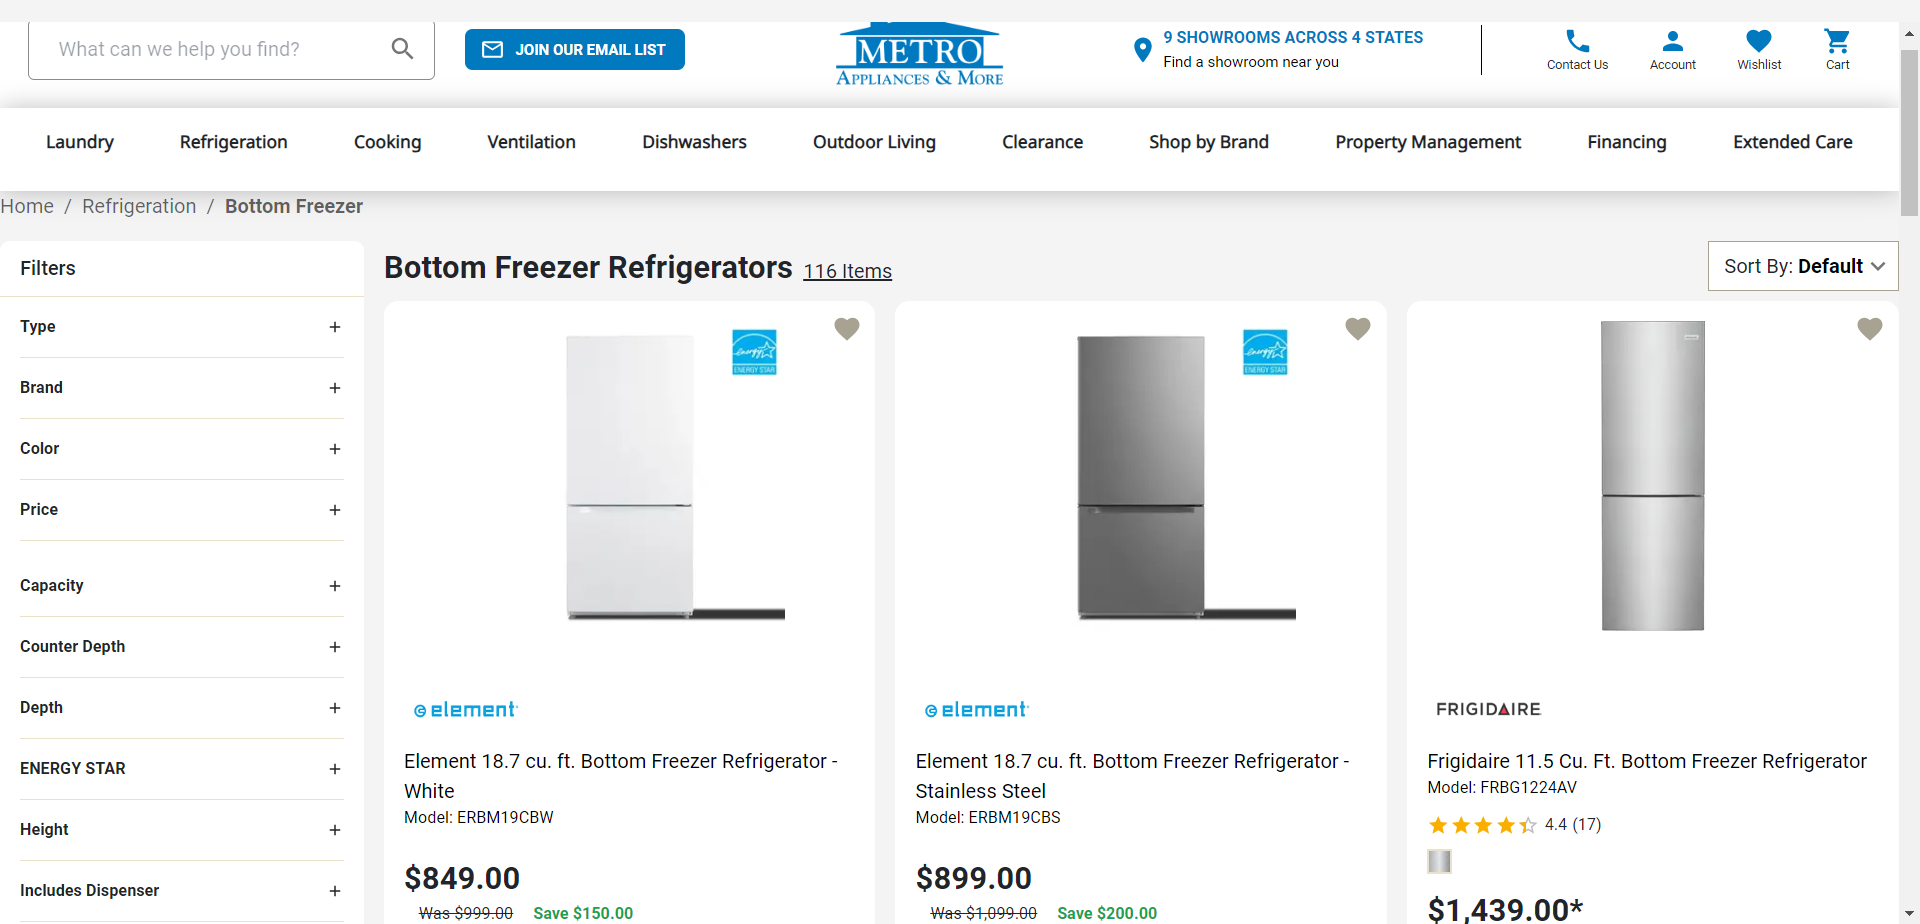 What can we help you find?
JOIN OUR EMAIL LIST
METRO
APPLIANCES & MORE
9 SHOWROOMS ACROSS 4 STATES
Find a showroom near you
Contact Us
Account
Wishlist
Cart
Laundry
Refrigeration
Cooking
Ventilation
Dishwashers
Outdoor Living
Clearance
Shop by Brand
Property Management
Financing
Extended Care
Home / Refrigeration / Bottom Freezer
Filters
Type +
Brand +
Color +
Price +
Capacity +
Counter Depth +
Depth +
ENERGY STAR +
Height +
Includes Dispenser +
Bottom Freezer Refrigerators 116 Items
Sort By: Default
energy
ENERGY STAR
element
Element 18.7 cu. ft. Bottom Freezer Refrigerator -
White
Model: ERBM19CBW
$849.00
Was $999.00 Save $150.00
energy
ENERGY STAR
element
Element 18.7 cu. ft. Bottom Freezer Refrigerator -
Stainless Steel
Model: ERBM19CBS
$899.00
Was $1,099.00 Save $200.00
FRIGIDAIRE
Frigidaire 11.5 Cu. Ft. Bottom Freezer Refrigerator
Model: FRBG1224AV
4.4 (17)
$1,439.00*